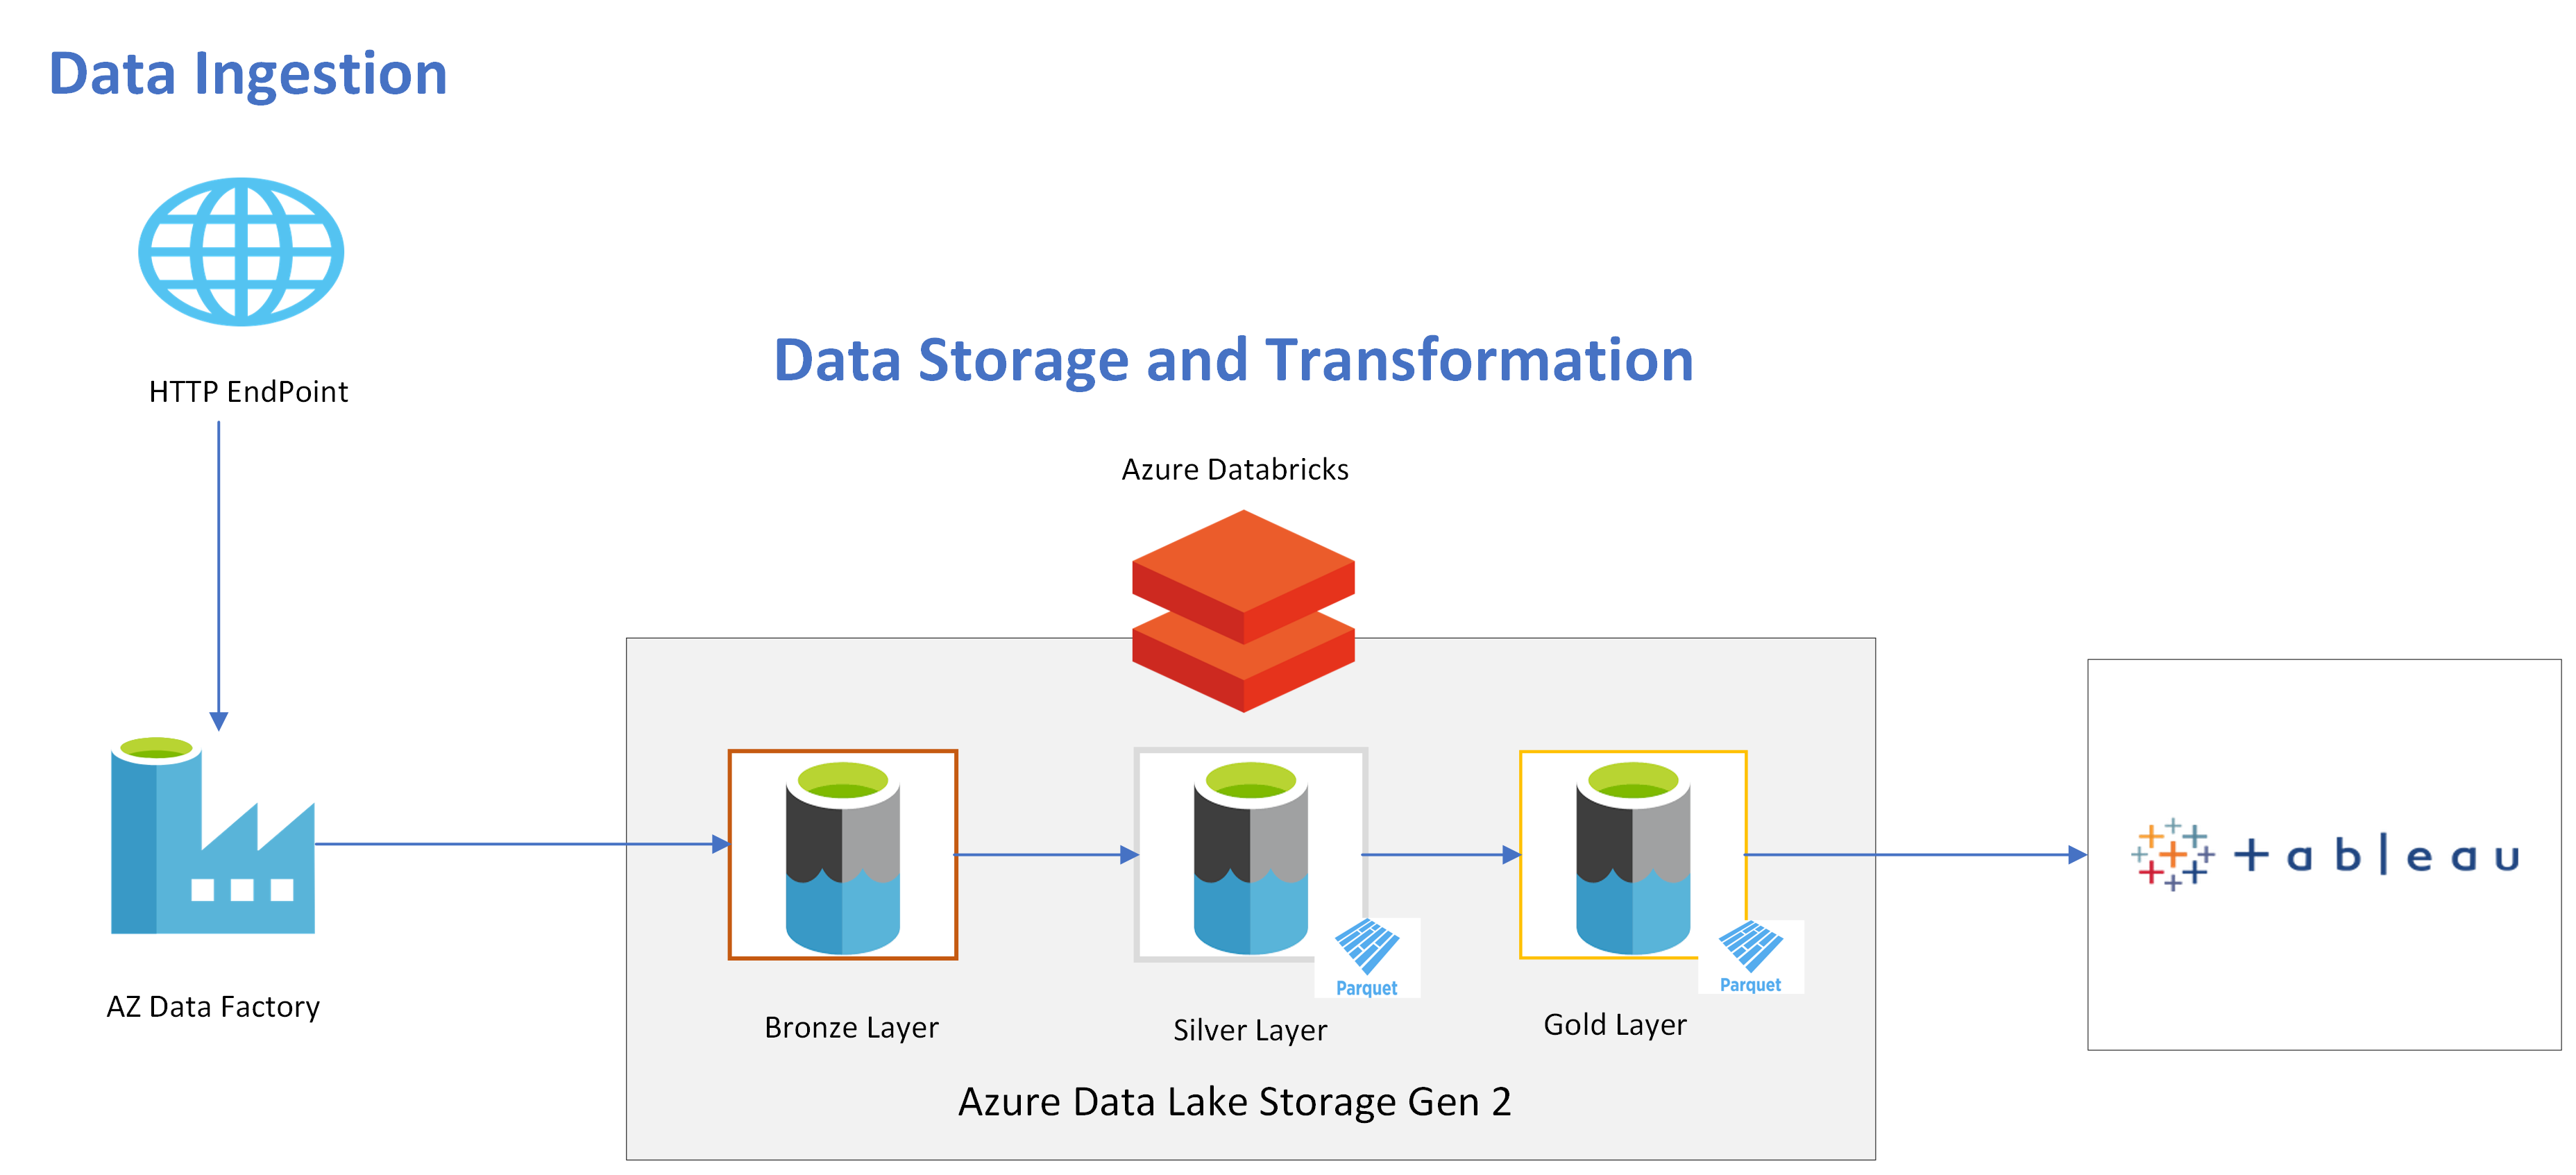 Data Ingestion
HTTP EndPoint
Data Storage and Transformation
Azure Databricks
AZ Data Factory
Bronze Layer
Parquet
Silver Layer
Parquet
Gold Layer
Azure Data Lake Storage Gen 2
+ableau